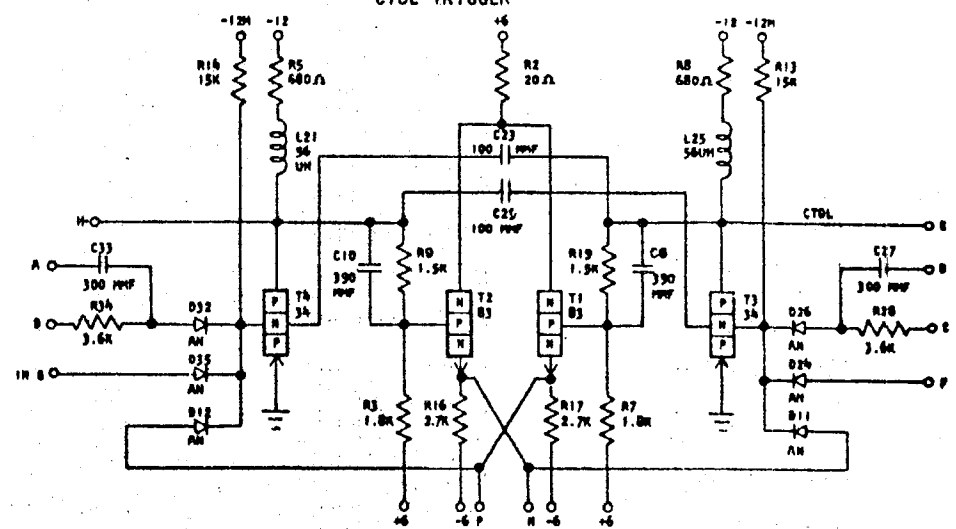 CTDL TRIGGER
-12M -12 +6 -12 -12M
R14
15K
R5
680Ω
R2
20Ω
R8
680Ω
R13
15K
L21
56
UH
C23
100 MMF
L25
56UH
C25
100 MMF
H
CTDL
E
A
C33
300 MMF
C10
390
MMF
R9
1.5K
R19
1.5K
C8
390
MMF
C27
300 MMF
R34
3.6K
D32
AN
P
N
P
T4
34
N
P
N
T2
83
N
P
N
T1
83
P
N
P
T3
34
D26
AN
R28
3.6K
IN
D35
AN
D24
AN
D12
AN
D11
AN
R3
1.8K
R16
2.7K
R17
2.7K
R7
1.8K
+6 -6 P -6 +6